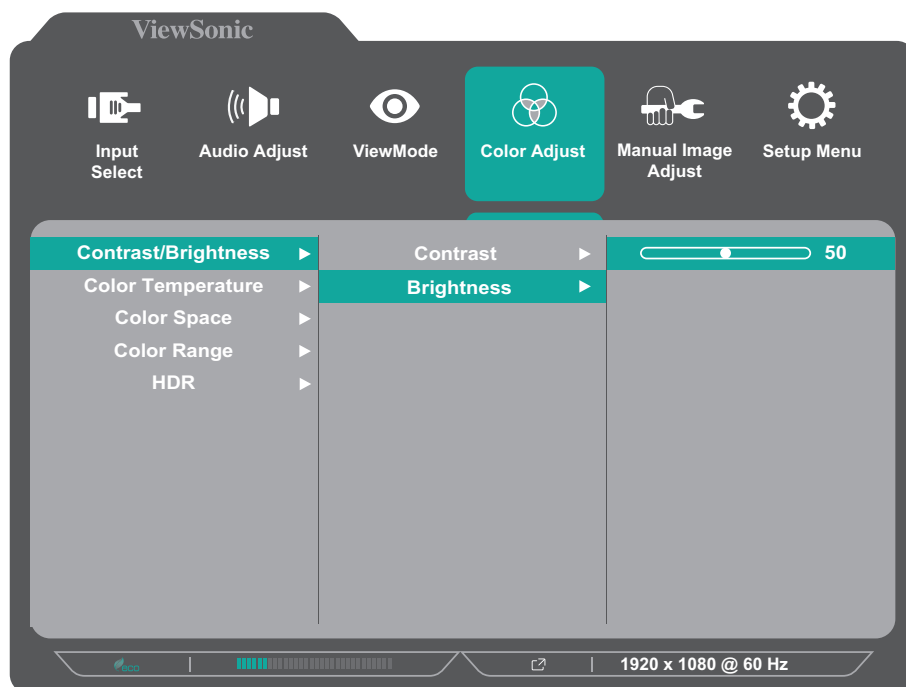 ViewSonic
Input
Select
Audio Adjust
ViewMode
Color Adjust
Manual Image
Adjust
Setup Menu
Contrast/Brightness
Contrast
50
Color Temperature
Brightness
Color Space
Color Range
HDR
eco
1920 x 1080 @ 60 Hz